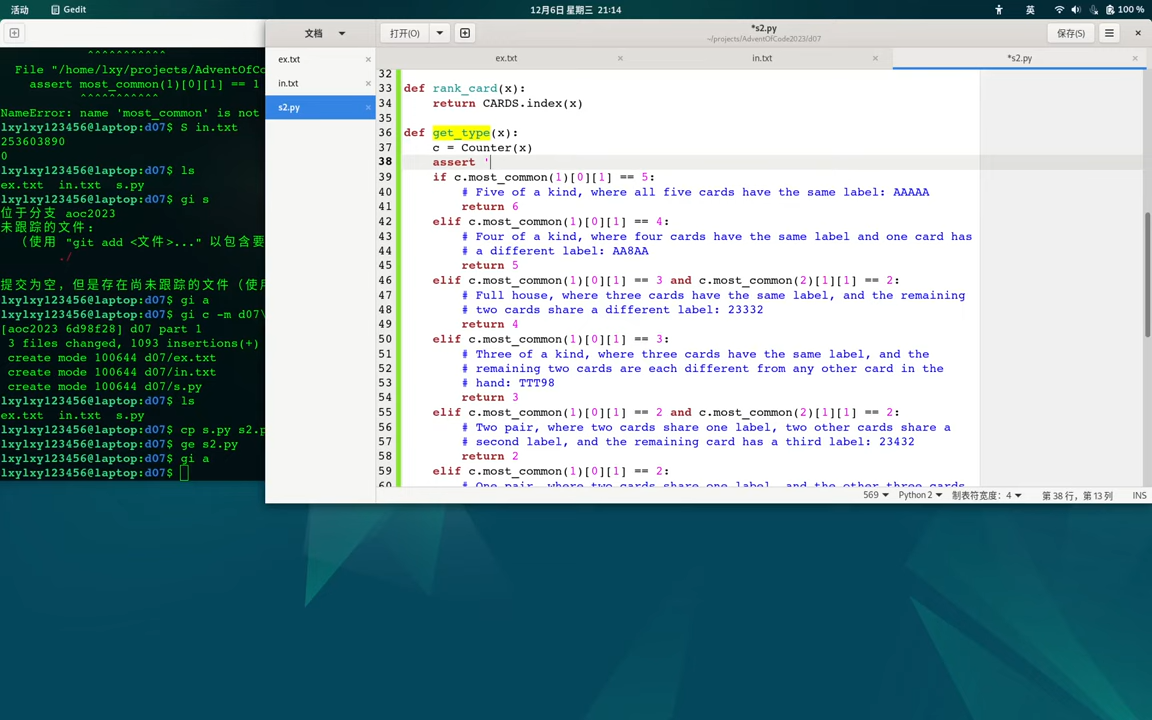 活动 Gedit 12月6日 星期三 21:14 英 100 %
文档 打开(O) *s2.py 保存(S)
~/projects/AdventOfCode2023/d07
ex.txt in.txt *s2.py
ex.txt
in.txt
s2.py
^^^^^^^^^^^
File "/home/lxy/projects/AdventOfCo
assert most_common(1)[0][1] == 1
^^^^^^^^^^^
NameError: name 'most_common' is not
lxylxy123456@laptop:d07$ S in.txt
253603890
0
lxylxy123456@laptop:d07$ ls
ex.txt  in.txt  s.py
lxylxy123456@laptop:d07$ gi s
位于分支 aoc2023
未跟踪的文件:
（使用 "git add <文件>..." 以包含要
./
提交为空，但是存在尚未跟踪的文件（使用
lxylxy123456@laptop:d07$ gi a
lxylxy123456@laptop:d07$ gi c -m d07\
[aoc2023 6d98f28] d07 part 1
3 files changed, 1093 insertions(+)
create mode 100644 d07/ex.txt
create mode 100644 d07/in.txt
create mode 100644 d07/s.py
lxylxy123456@laptop:d07$ ls
ex.txt  in.txt  s.py
lxylxy123456@laptop:d07$ cp s.py s2.p
lxylxy123456@laptop:d07$ ge s2.py
lxylxy123456@laptop:d07$ gi a
lxylxy123456@laptop:d07$
32
33 def rank_card(x):
34     return CARDS.index(x)
35
36 def get_type(x):
37     c = Counter(x)
38     assert '
39     if c.most_common(1)[0][1] == 5:
40         # Five of a kind, where all five cards have the same label: AAAAA
41         return 6
42     elif c.most_common(1)[0][1] == 4:
43         # Four of a kind, where four cards have the same label and one card has
44         # a different label: AA8AA
45         return 5
46     elif c.most_common(1)[0][1] == 3 and c.most_common(2)[1][1] == 2:
47         # Full house, where three cards have the same label, and the remaining
48         # two cards share a different label: 23332
49         return 4
50     elif c.most_common(1)[0][1] == 3:
51         # Three of a kind, where three cards have the same label, and the
52         # remaining two cards are each different from any other card in the
53         # hand: TTT98
54         return 3
55     elif c.most_common(1)[0][1] == 2 and c.most_common(2)[1][1] == 2:
56         # Two pair, where two cards share one label, two other cards share a
57         # second label, and the remaining card has a third label: 23432
58         return 2
59     elif c.most_common(1)[0][1] == 2:
60         # One pair, where two cards share one label, and the other three cards
569 Python 2 制表符宽度：4 第 38 行，第 13 列 INS